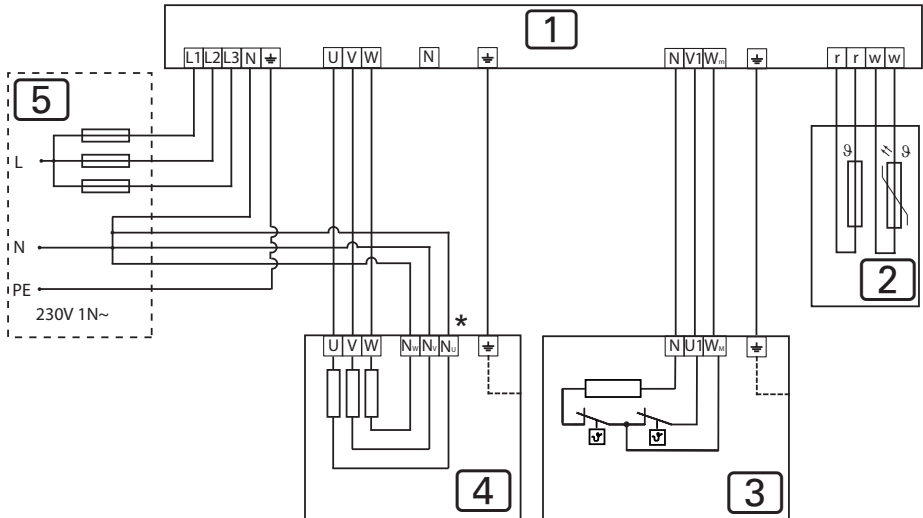 1
L1 L2 L3 N U V W N N V1 Wm r r w w
5
L
N
PE
230V 1N~
ϑ ϑ
2
*
U V W NW NV NU
N U1 WM
ϑ ϑ
4
3